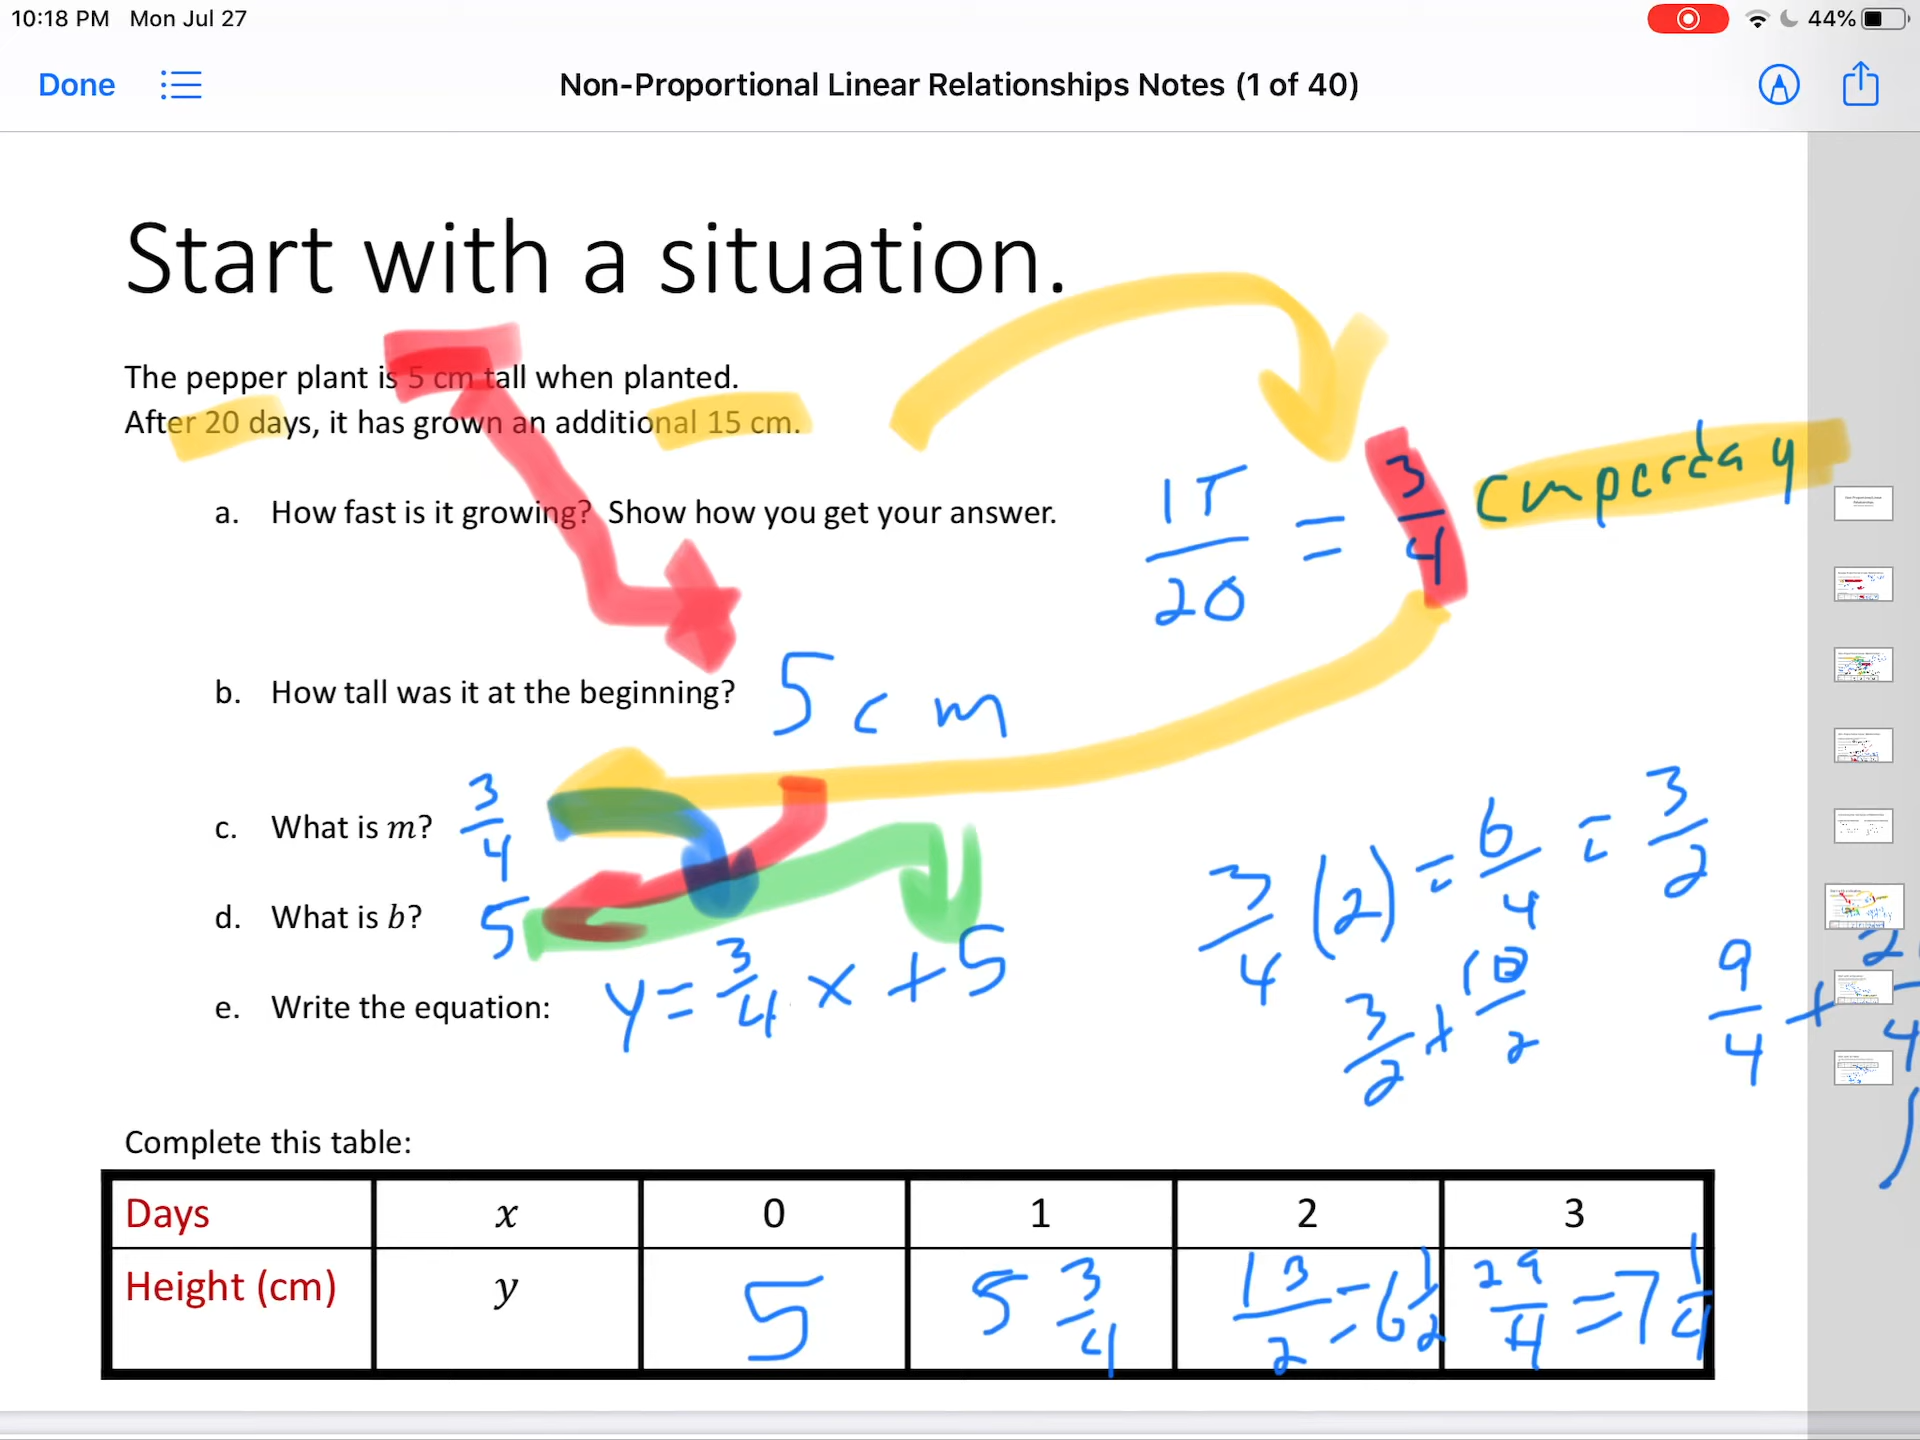 10:18 PM Mon Jul 27
44%
Done
Non-Proportional Linear Relationships Notes (1 of 40)
Start with a situation.
The pepper plant is 5 cm tall when planted.
After 20 days, it has grown an additional 15 cm.
a. How fast is it growing? Show how you get your answer.
15/20 = 3/4 cm per day
b. How tall was it at the beginning? 5 cm
c. What is m? 3/4
d. What is b? 5
e. Write the equation: y = 3/4 x + 5
3/4 (2) = 6/4 = 3/2
3/2 + 10/2
9/4 +
Complete this table:
Days x 0 1 2 3
Height (cm) y 5 5 3/4 13/2 = 6 1/2 29/4 = 7 1/4